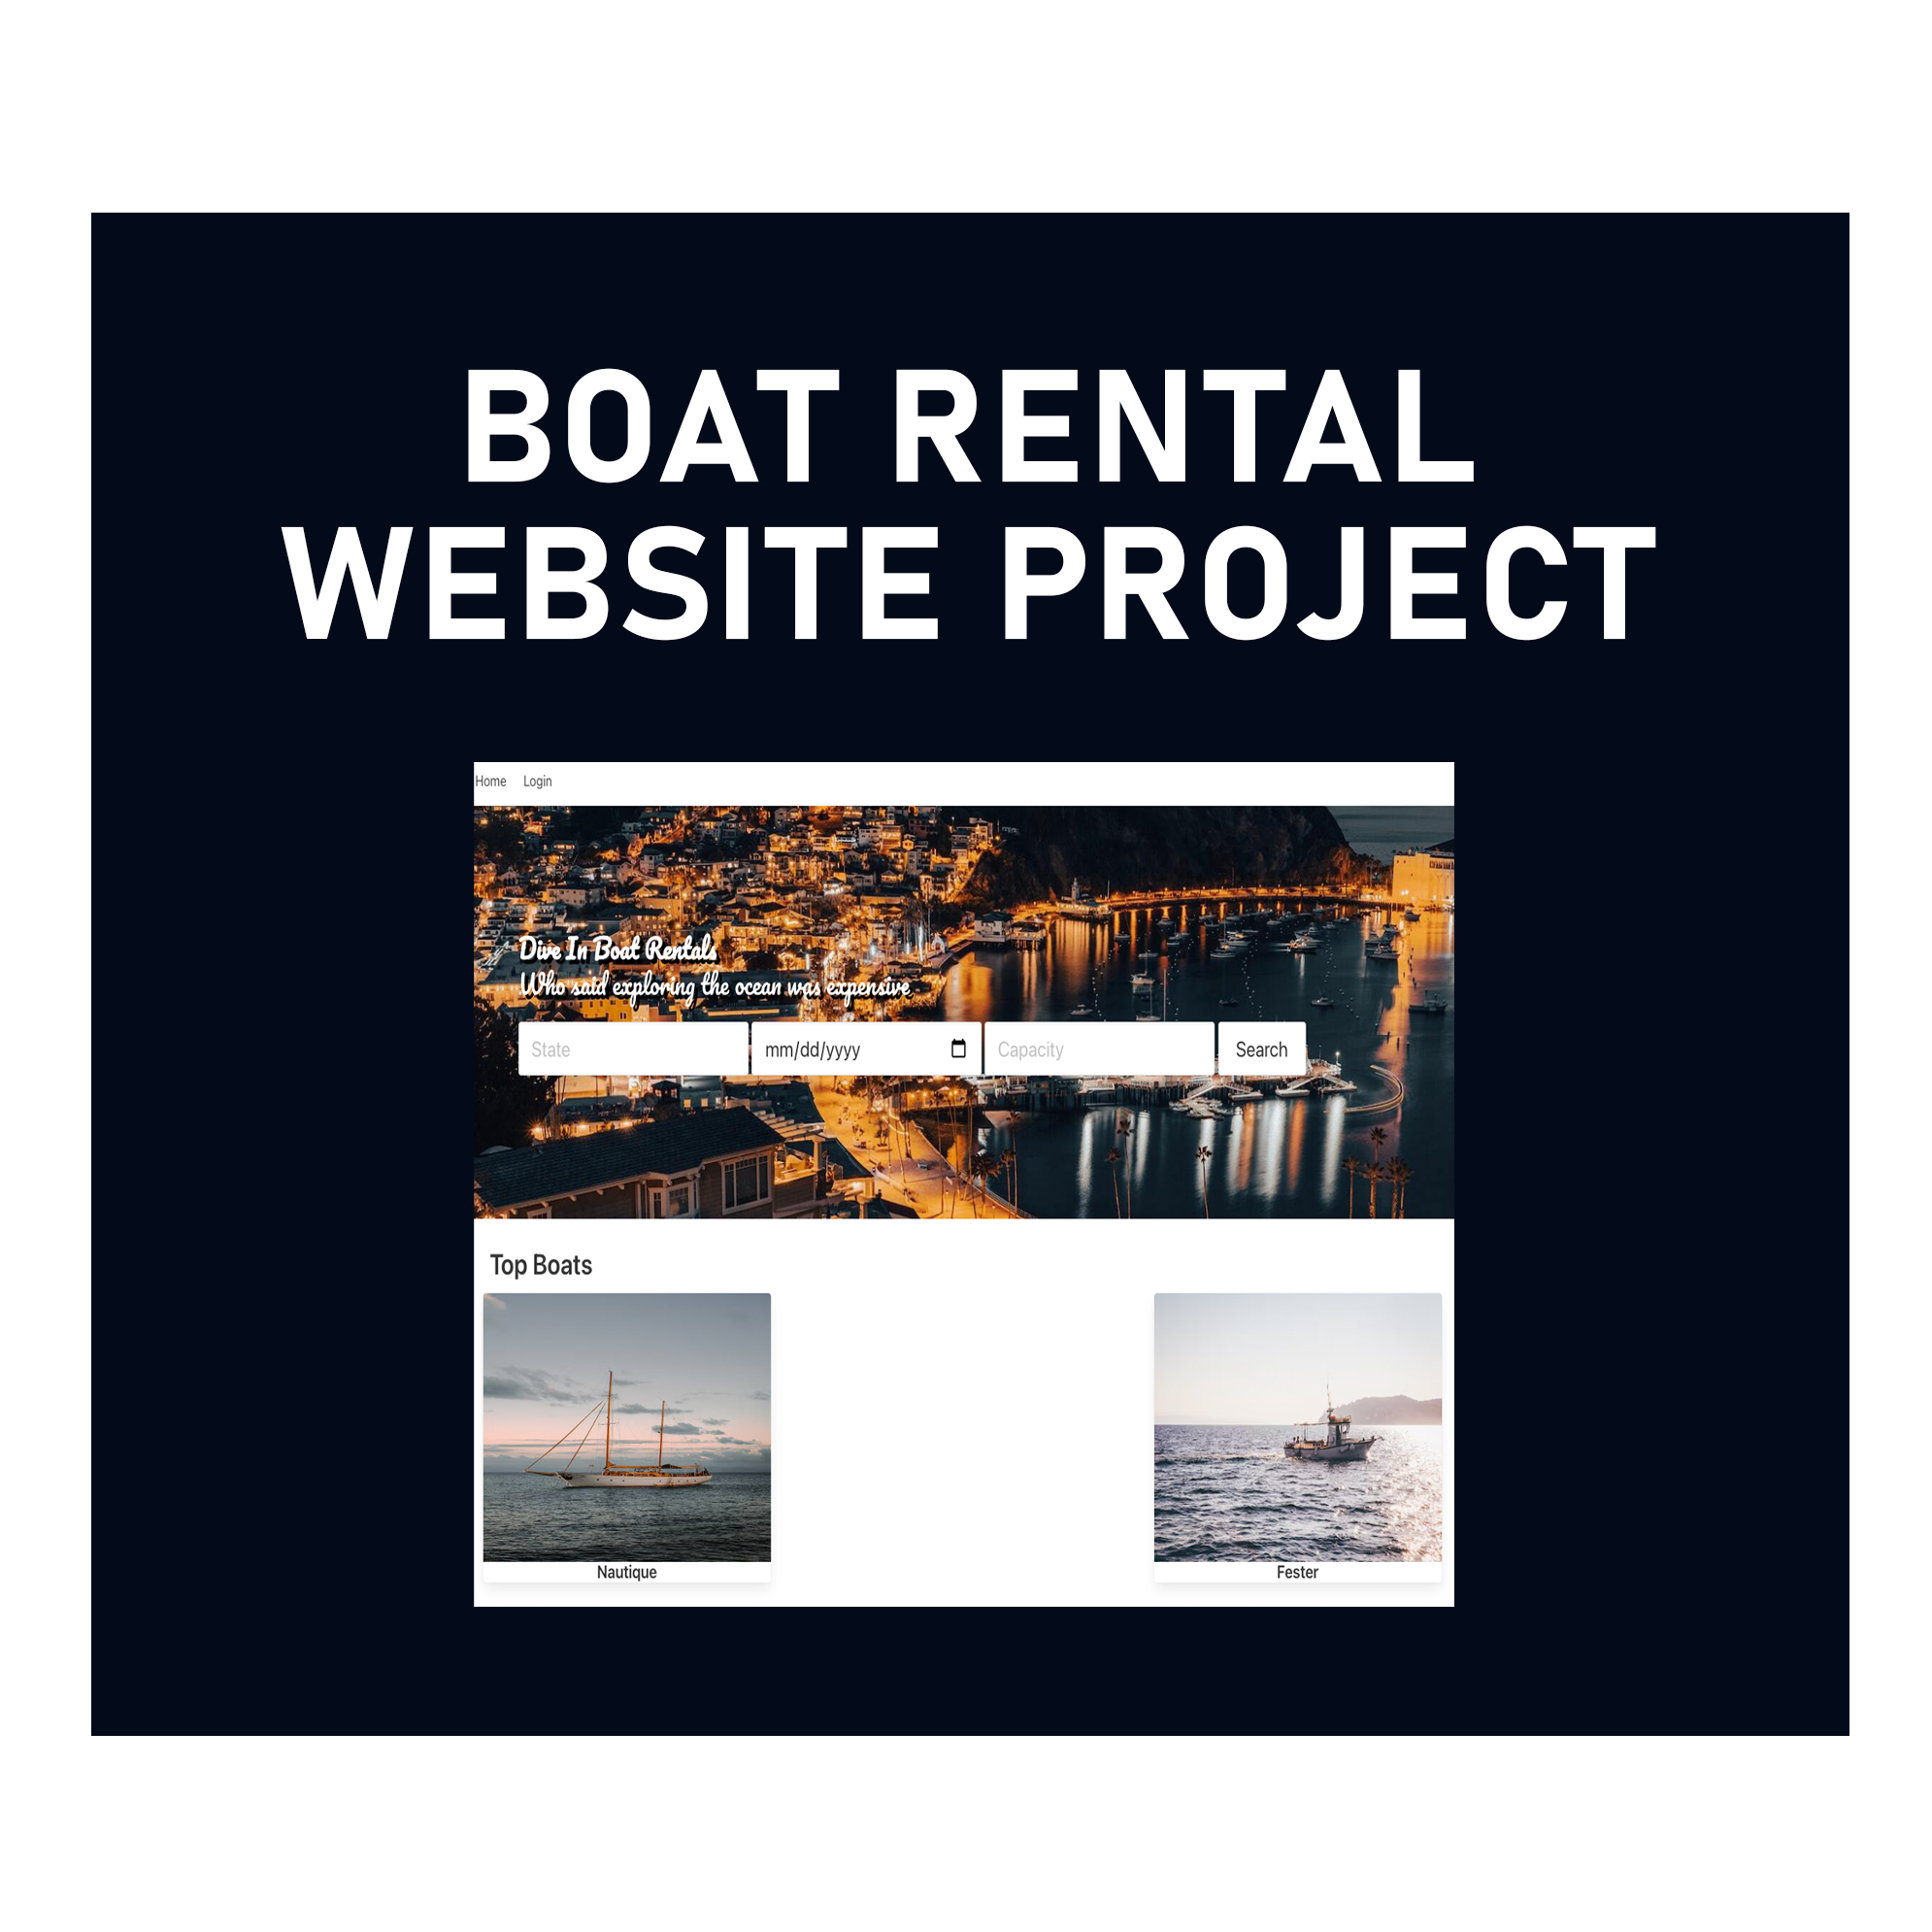 BOAT RENTAL
WEBSITE PROJECT
Home Login
Dive In Boat Rentals
Who said exploring the ocean was expensive
State mm/dd/yyyy Capacity Search
Top Boats
Nautique Fester